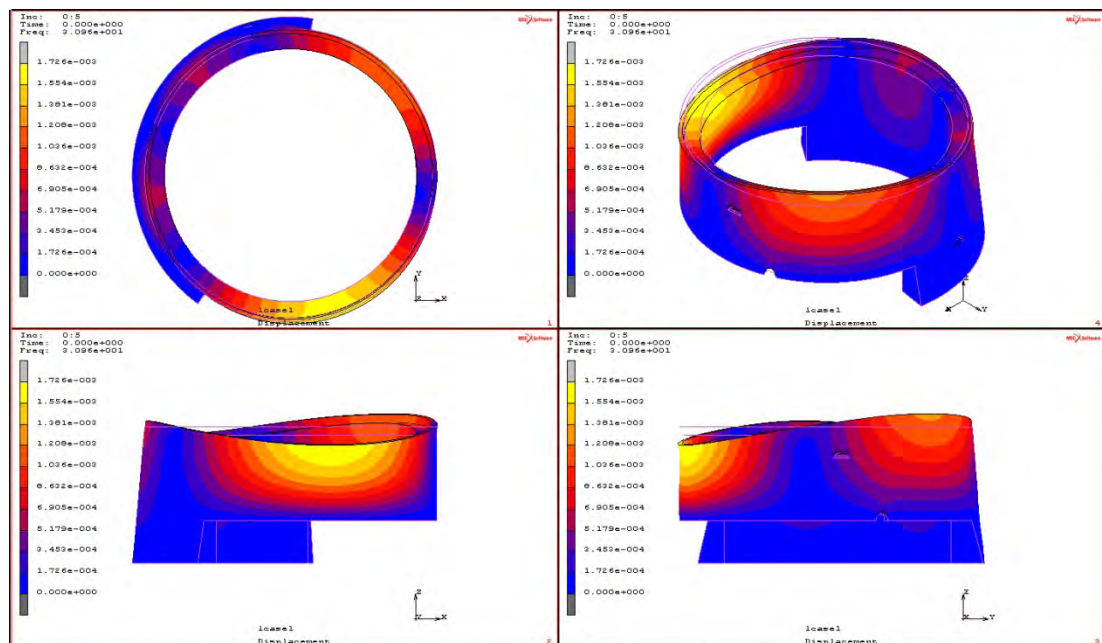 Inc: 0:5
Time: 0.000e+000
Freq: 3.096e+001
1.726e-003
1.554e-003
1.381e-003
1.208e-003
1.036e-003
8.632e-004
6.905e-004
5.179e-004
3.453e-004
1.726e-004
0.000e+000
Y
Z
X
lcase1
Displacement
1
Inc: 0:5
Time: 0.000e+000
Freq: 3.096e+001
1.726e-003
1.554e-003
1.381e-003
1.208e-003
1.036e-003
8.632e-004
6.905e-004
5.179e-004
3.453e-004
1.726e-004
0.000e+000
Z
X
Y
lcase1
Displacement
4
Inc: 0:5
Time: 0.000e+000
Freq: 3.096e+001
1.726e-003
1.554e-003
1.381e-003
1.208e-003
1.036e-003
8.632e-004
6.905e-004
5.179e-004
3.453e-004
1.726e-004
0.000e+000
Z
Y
X
lcase1
Displacement
2
Inc: 0:5
Time: 0.000e+000
Freq: 3.096e+001
1.726e-003
1.554e-003
1.381e-003
1.208e-003
1.036e-003
8.632e-004
6.905e-004
5.179e-004
3.453e-004
1.726e-004
0.000e+000
Z
X
Y
lcase1
Displacement
3